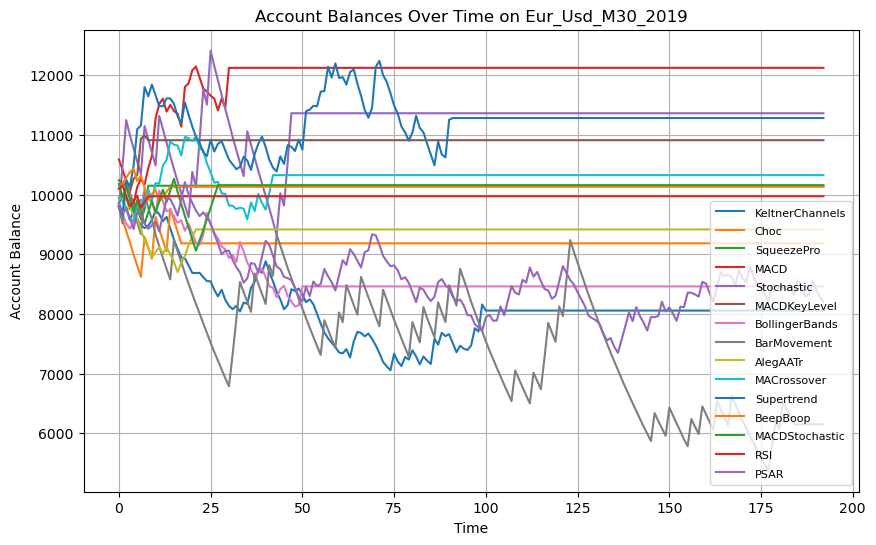 Account Balances Over Time on Eur_Usd_M30_2019
Account Balance
12000
11000
10000
9000
8000
7000
6000
0
25
50
75
100
125
150
175
200
Time
KeltnerChannels
Choc
SqueezePro
MACD
Stochastic
MACDKeyLevel
BollingerBands
BarMovement
AlegAATr
MACrossover
Supertrend
BeepBoop
MACDStochastic
RSI
PSAR